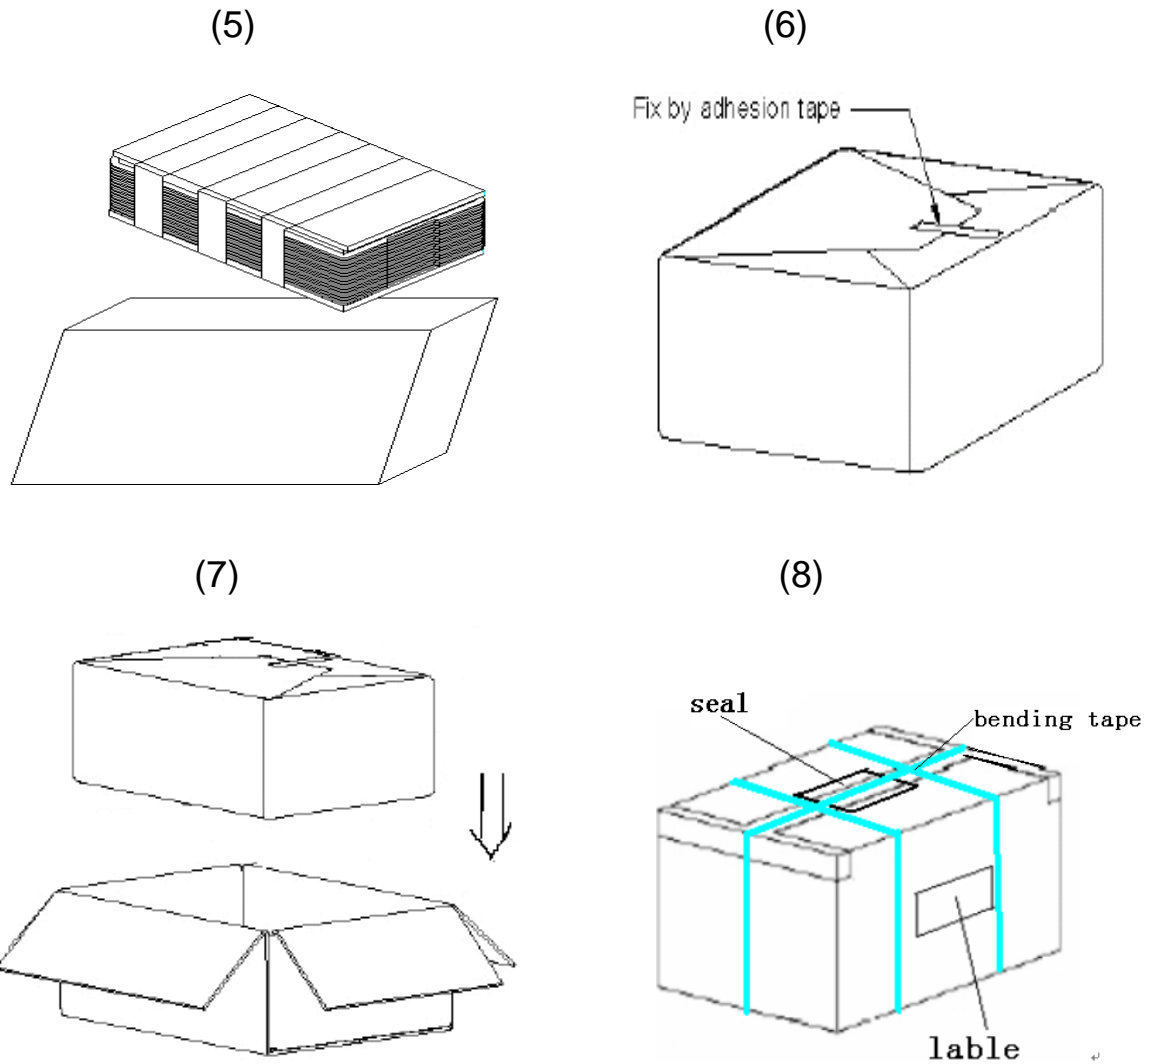 (5)
(6)
Fix by adhesion tape
(7)
(8)
seal
bending tape
lable